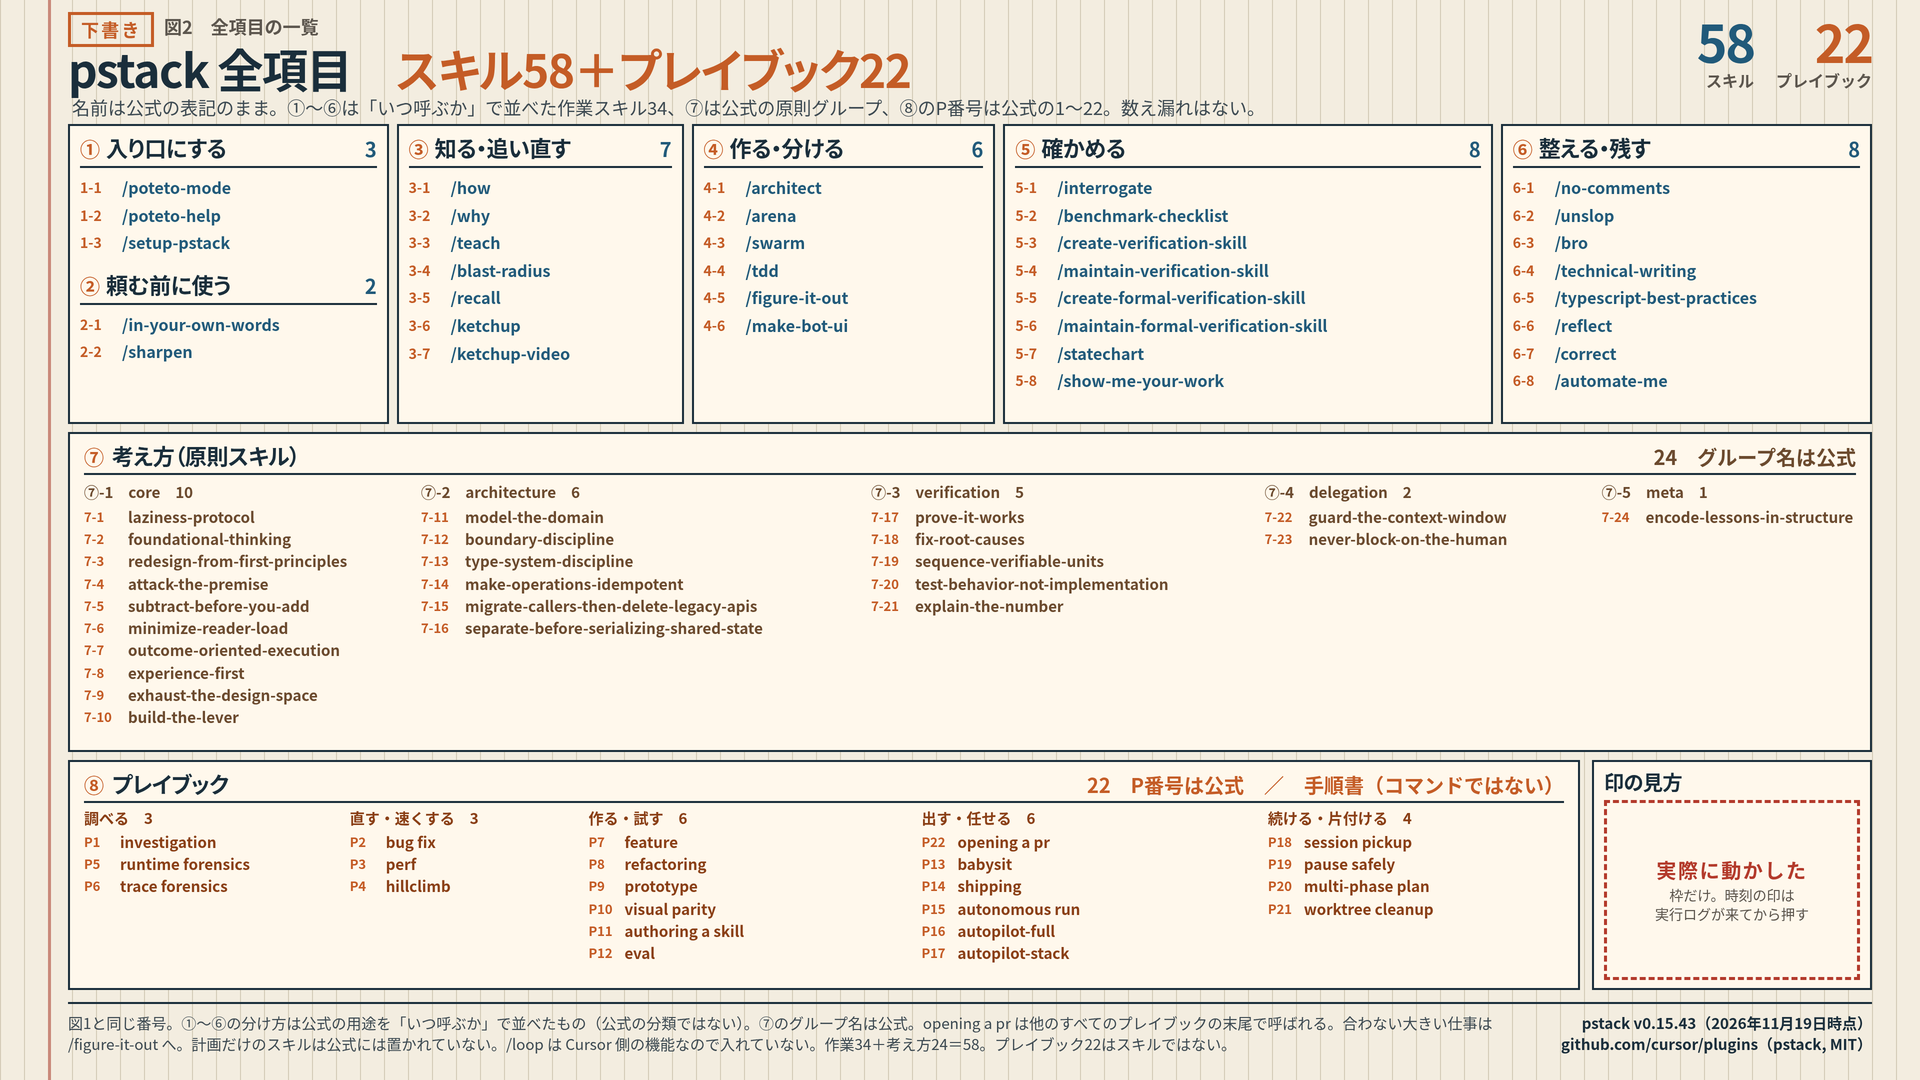 下書き
図2　全項目の一覧
pstack 全項目　スキル58＋プレイブック22
58 スキル
22 プレイブック
名前は公式の表記のまま。①〜⑥は「いつ呼ぶか」で並べた作業スキル34、⑦は公式の原則グループ、⑧のP番号は公式の1〜22。数え漏れはない。
① 入り口にする 3
1-1 /poteto-mode
1-2 /poteto-help
1-3 /setup-pstack
② 頼む前に使う 2
2-1 /in-your-own-words
2-2 /sharpen
③ 知る・追い直す 7
3-1 /how
3-2 /why
3-3 /teach
3-4 /blast-radius
3-5 /recall
3-6 /ketchup
3-7 /ketchup-video
④ 作る・分ける 6
4-1 /architect
4-2 /arena
4-3 /swarm
4-4 /tdd
4-5 /figure-it-out
4-6 /make-bot-ui
⑤ 確かめる 8
5-1 /interrogate
5-2 /benchmark-checklist
5-3 /create-verification-skill
5-4 /maintain-verification-skill
5-5 /create-formal-verification-skill
5-6 /maintain-formal-verification-skill
5-7 /statechart
5-8 /show-me-your-work
⑥ 整える・残す 8
6-1 /no-comments
6-2 /unslop
6-3 /bro
6-4 /technical-writing
6-5 /typescript-best-practices
6-6 /reflect
6-7 /correct
6-8 /automate-me
⑦ 考え方（原則スキル）
24　グループ名は公式
⑦-1 core 10
7-1 laziness-protocol
7-2 foundational-thinking
7-3 redesign-from-first-principles
7-4 attack-the-premise
7-5 subtract-before-you-add
7-6 minimize-reader-load
7-7 outcome-oriented-execution
7-8 experience-first
7-9 exhaust-the-design-space
7-10 build-the-lever
⑦-2 architecture 6
7-11 model-the-domain
7-12 boundary-discipline
7-13 type-system-discipline
7-14 make-operations-idempotent
7-15 migrate-callers-then-delete-legacy-apis
7-16 separate-before-serializing-shared-state
⑦-3 verification 5
7-17 prove-it-works
7-18 fix-root-causes
7-19 sequence-verifiable-units
7-20 test-behavior-not-implementation
7-21 explain-the-number
⑦-4 delegation 2
7-22 guard-the-context-window
7-23 never-block-on-the-human
⑦-5 meta 1
7-24 encode-lessons-in-structure
⑧ プレイブック
22　P番号は公式　／　手順書（コマンドではない）
調べる 3
P1 investigation
P5 runtime forensics
P6 trace forensics
直す・速くする 3
P2 bug fix
P3 perf
P4 hillclimb
作る・試す 6
P7 feature
P8 refactoring
P9 prototype
P10 visual parity
P11 authoring a skill
P12 eval
出す・任せる 6
P22 opening a pr
P13 babysit
P14 shipping
P15 autonomous run
P16 autopilot-full
P17 autopilot-stack
続ける・片付ける 4
P18 session pickup
P19 pause safely
P20 multi-phase plan
P21 worktree cleanup
印の見方
実際に動かした
枠だけ。時刻の印は
実行ログが来てから押す
図1と同じ番号。①〜⑥の分け方は公式の用途を「いつ呼ぶか」で並べたもの（公式の分類ではない）。⑦のグループ名は公式。opening a pr は他のすべてのプレイブックの末尾で呼ばれる。合わない大きい仕事は
/figure-it-out へ。計画だけのスキルは公式には置かれていない。/loop は Cursor 側の機能なので入れていない。作業34＋考え方24＝58。プレイブック22はスキルではない。
pstack v0.15.43（2026年11月19日時点）
github.com/cursor/plugins（pstack, MIT）